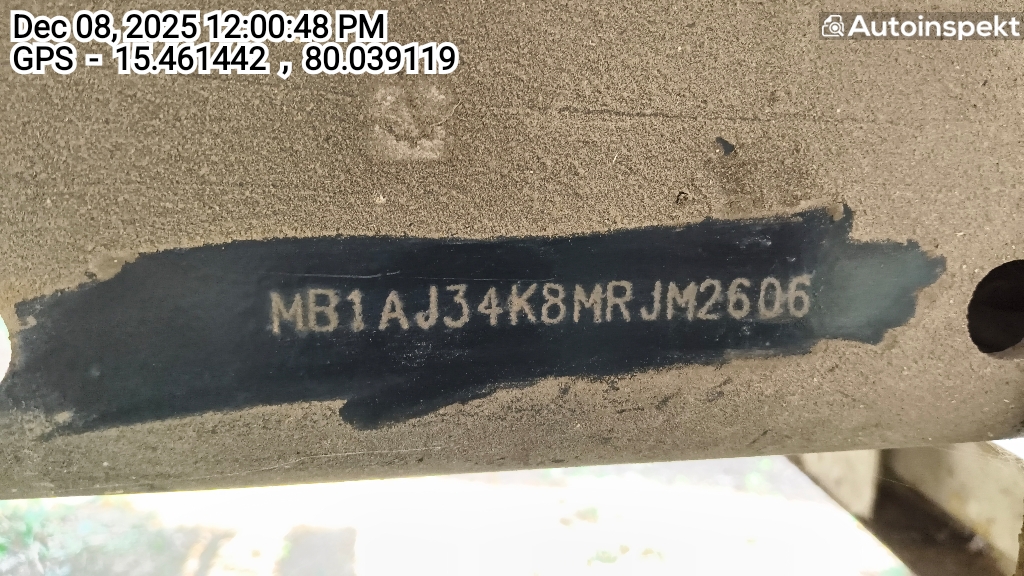 Dec 08, 2025 12:00:48 PM
GPS - 15.461442 , 80.039119
Autoinspekt
MB1AJ34K8MRJM2606